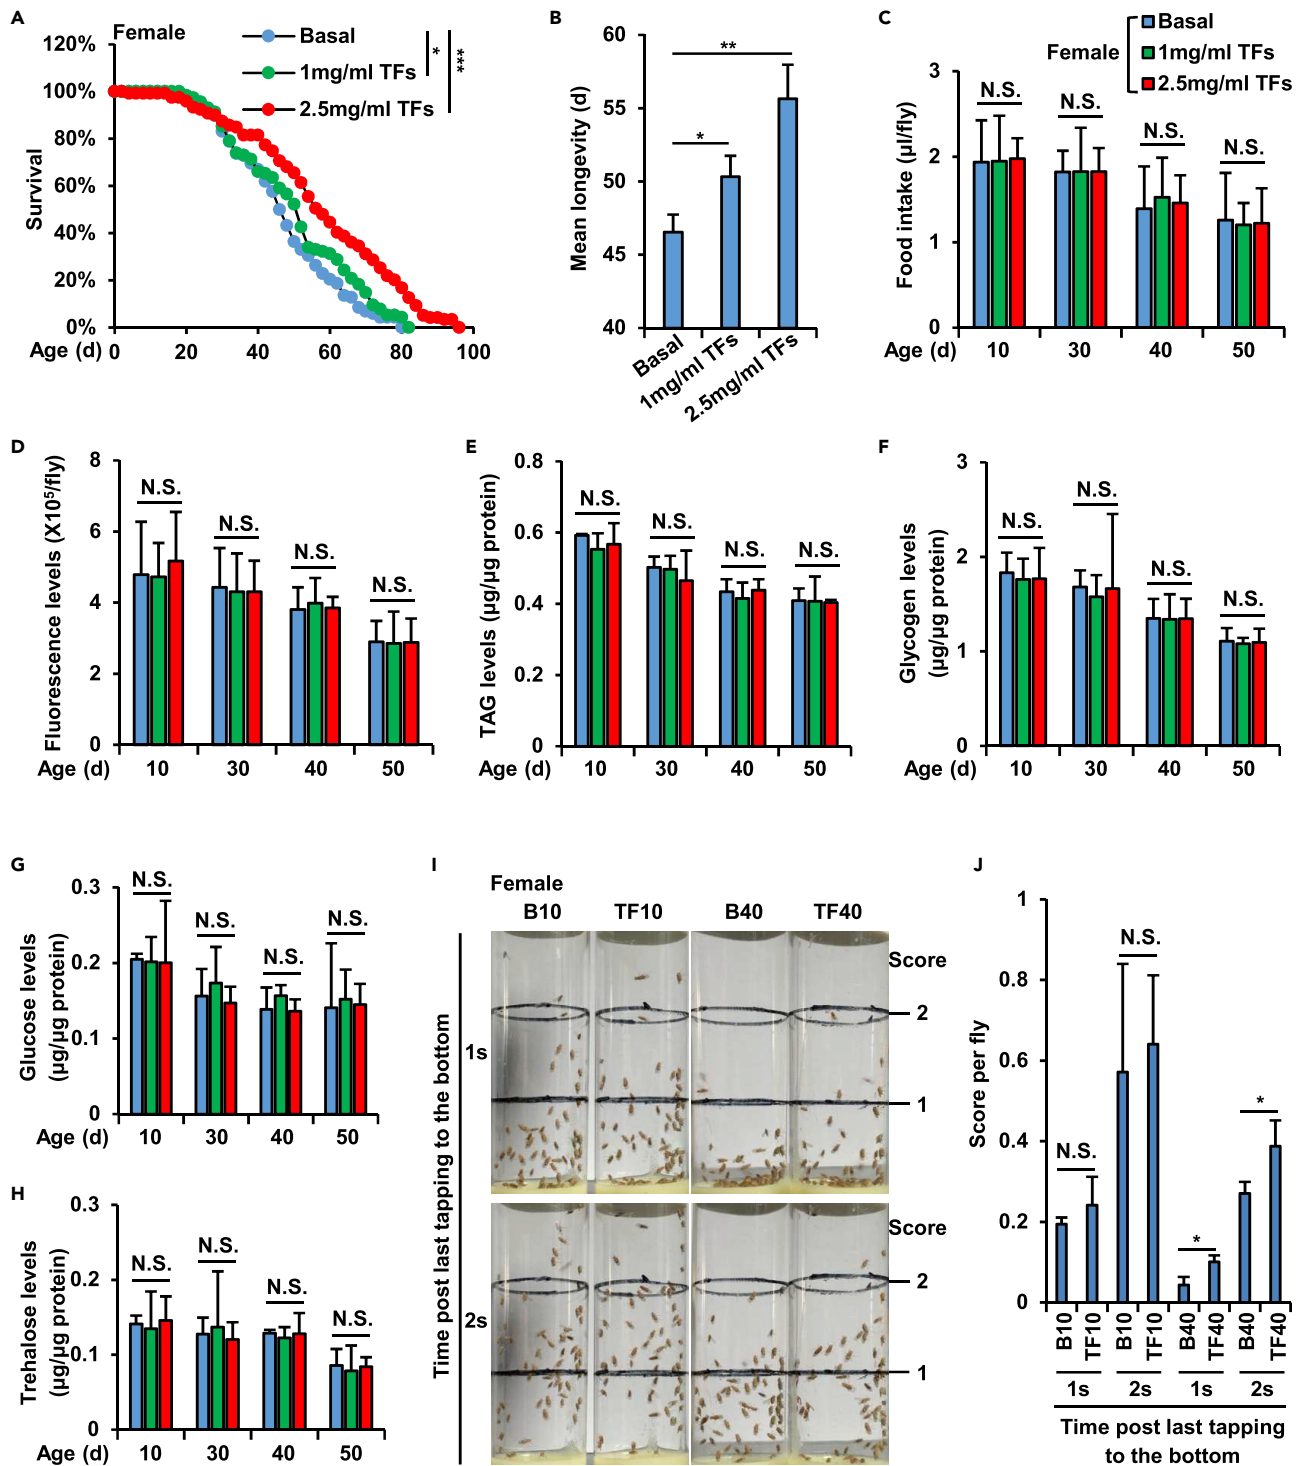 A
Female
Basal
1mg/ml TFs
2.5mg/ml TFs
*
***
120%
100%
80%
60%
40%
20%
0%
Survival
Age (d)
0
20
40
60
80
100
B
60
55
50
45
40
Mean longevity (d)
**
*
Basal
1mg/ml TFs
2.5mg/ml TFs
C
Female
Basal
1mg/ml TFs
2.5mg/ml TFs
3
2
1
0
Food intake (µl/fly)
N.S.
N.S.
N.S.
N.S.
Age (d)
10
30
40
50
D
8
6
4
2
0
Fluorescence levels (X10⁵/fly)
N.S.
N.S.
N.S.
N.S.
Age (d)
10
30
40
50
E
0.8
0.6
0.4
0.2
0
TAG levels (µg/µg protein)
N.S.
N.S.
N.S.
N.S.
Age (d)
10
30
40
50
F
3
2
1
0
Glycogen levels
(µg/µg protein)
N.S.
N.S.
N.S.
N.S.
Age (d)
10
30
40
50
G
0.3
0.2
0.1
0
Glucose levels
(µg/µg protein)
N.S.
N.S.
N.S.
N.S.
Age (d)
10
30
40
50
H
0.3
0.2
0.1
0
Trehalose levels
(µg/µg protein)
N.S.
N.S.
N.S.
N.S.
Age (d)
10
30
40
50
I
Female
B10
TF10
B40
TF40
Time post last tapping to the bottom
1s
Score
2
1
2s
Score
2
1
J
1
0.8
0.6
0.4
0.2
0
Score per fly
N.S.
N.S.
*
*
B10
TF10
B10
TF10
B40
TF40
B40
TF40
1s
2s
1s
2s
Time post last tapping
to the bottom